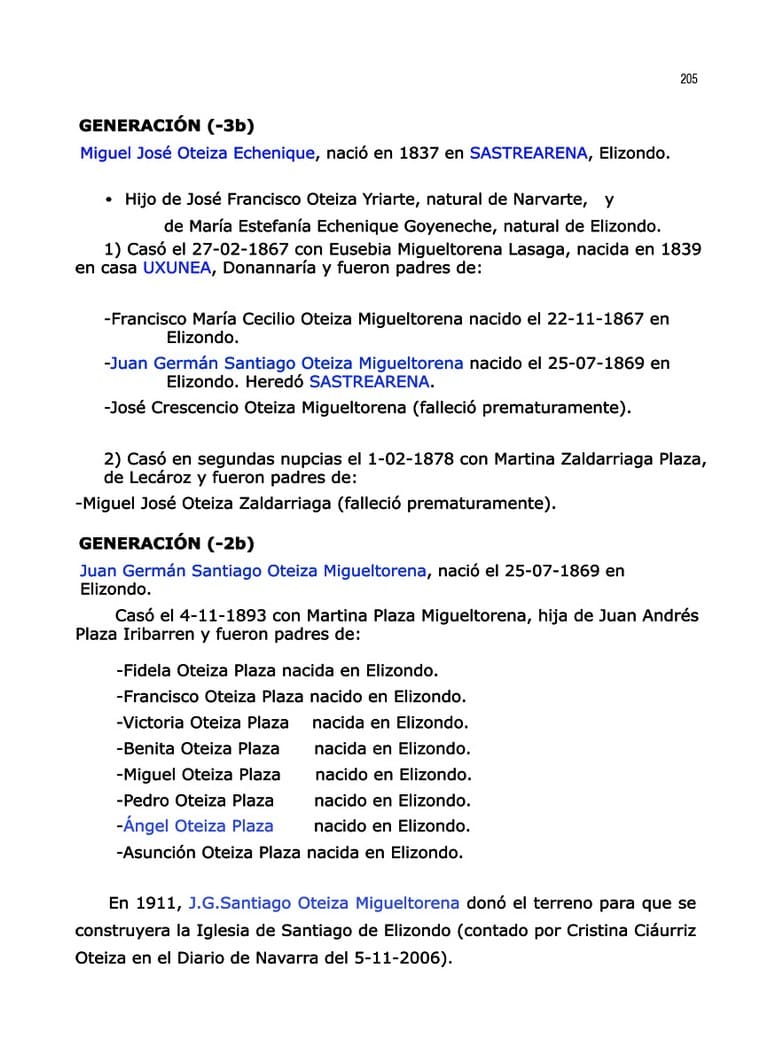 205
GENERACIÓN (-3b)
Miguel José Oteiza Echenique, nació en 1837 en SASTREARENA, Elizondo.
• Hijo de José Francisco Oteiza Yriarte, natural de Narvarte, y
de María Estefanía Echenique Goyeneche, natural de Elizondo.
1) Casó el 27-02-1867 con Eusebia Migueltorena Lasaga, nacida en 1839
en casa UXUNEA, Donannaría y fueron padres de:
-Francisco María Cecilio Oteiza Migueltorena nacido el 22-11-1867 en
Elizondo.
-Juan Germán Santiago Oteiza Migueltorena nacido el 25-07-1869 en
Elizondo. Heredó SASTREARENA.
-José Crescencio Oteiza Migueltorena (falleció prematuramente).
2) Casó en segundas nupcias el 1-02-1878 con Martina Zaldarriaga Plaza,
de Lecároz y fueron padres de:
-Miguel José Oteiza Zaldarriaga (falleció prematuramente).
GENERACIÓN (-2b)
Juan Germán Santiago Oteiza Migueltorena, nació el 25-07-1869 en
Elizondo.
Casó el 4-11-1893 con Martina Plaza Migueltorena, hija de Juan Andrés
Plaza Iribarren y fueron padres de:
-Fidela Oteiza Plaza nacida en Elizondo.
-Francisco Oteiza Plaza nacido en Elizondo.
-Victoria Oteiza Plaza nacida en Elizondo.
-Benita Oteiza Plaza nacida en Elizondo.
-Miguel Oteiza Plaza nacido en Elizondo.
-Pedro Oteiza Plaza nacido en Elizondo.
-Ángel Oteiza Plaza nacido en Elizondo.
-Asunción Oteiza Plaza nacida en Elizondo.
En 1911, J.G.Santiago Oteiza Migueltorena donó el terreno para que se
construyera la Iglesia de Santiago de Elizondo (contado por Cristina Ciáurriz
Oteiza en el Diario de Navarra del 5-11-2006).